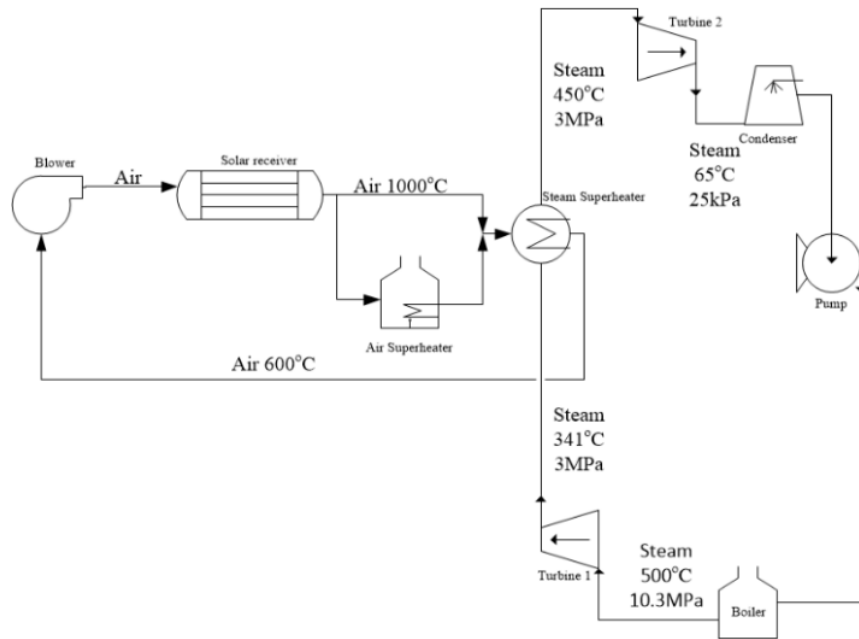 Turbine 2
Steam
450°C
3MPa
Condenser
Steam
65°C
25kPa
Blower
Air
Solar receiver
Air 1000°C
Steam Superheater
Pump
Air Superheater
Air 600°C
Steam
341°C
3MPa
Turbine 1
Steam
500°C
10.3MPa
Boiler